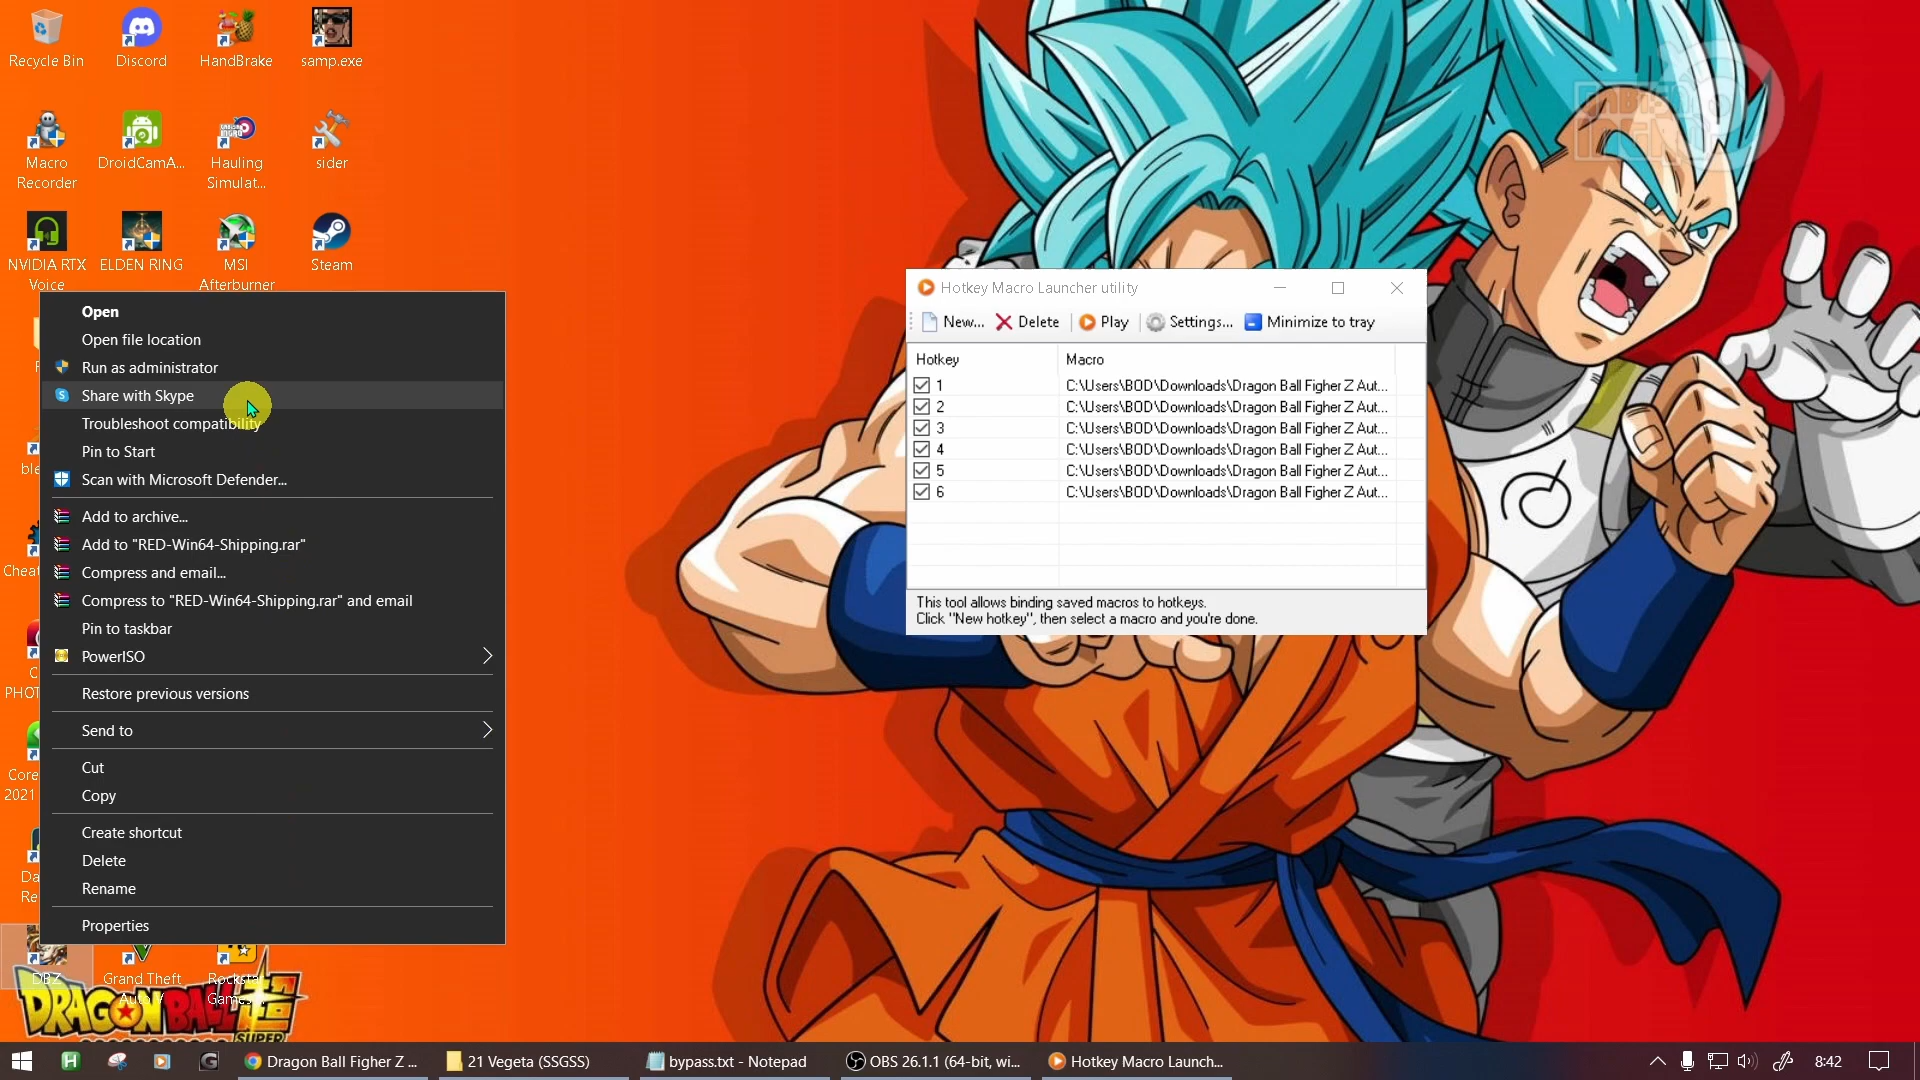 Recycle Bin
Discord
HandBrake
samp.exe
Macro
Recorder
DroidCamA...
Hauling
Simulat...
sider
NVIDIA RTX
Voice
ELDEN RING
MSI
Afterburner
Steam
Open
Open file location
Run as administrator
Share with Skype
Troubleshoot compatibility
Pin to Start
Scan with Microsoft Defender...
Add to archive...
Add to "RED-Win64-Shipping.rar"
Compress and email...
Compress to "RED-Win64-Shipping.rar" and email
Pin to taskbar
PowerISO
Restore previous versions
Send to
Cut
Copy
Create shortcut
Delete
Rename
Properties
Cheat
PHOT
Core
2021
DBZ
Grand Theft
Auto V
Rockstar
Games
DRAGON BALL
SUPER
Hotkey Macro Launcher utility
New... Delete Play Settings... Minimize to tray
Hotkey Macro
1 C:\Users\BOD\Downloads\Dragon Ball Figher Z Aut...
2 C:\Users\BOD\Downloads\Dragon Ball Figher Z Aut...
3 C:\Users\BOD\Downloads\Dragon Ball Figher Z Aut...
4 C:\Users\BOD\Downloads\Dragon Ball Figher Z Aut...
5 C:\Users\BOD\Downloads\Dragon Ball Figher Z Aut...
6 C:\Users\BOD\Downloads\Dragon Ball Figher Z Aut...
This tool allows binding saved macros to hotkeys.
Click "New hotkey", then select a macro and you're done.
Dragon Ball Figher Z ...
21 Vegeta (SSGSS)
bypass.txt - Notepad
OBS 26.1.1 (64-bit, wi...
Hotkey Macro Launch...
8:42